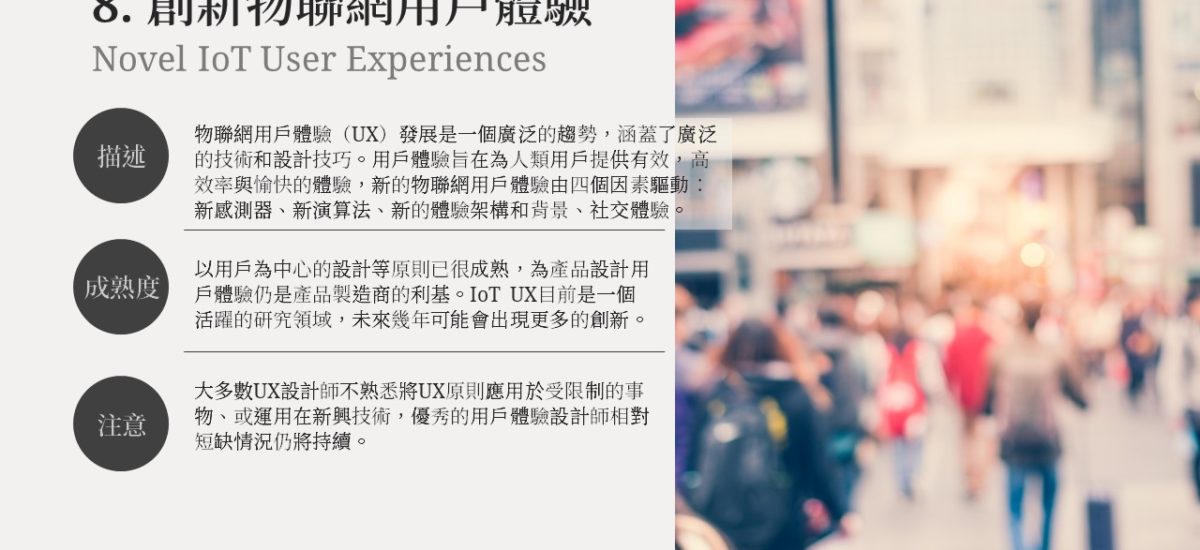 8. 創新物聯網用戶體驗
Novel IoT User Experiences
描述
物聯網用戶體驗（UX）發展是一個廣泛的趨勢，涵蓋了廣泛
的技術和設計技巧。用戶體驗旨在為人類用戶提供有效，高
效率與愉快的體驗，新的物聯網用戶體驗由四個因素驅動：
新感測器、新演算法、新的體驗架構和背景、社交體驗。
成熟度
以用戶為中心的設計等原則已很成熟，為產品設計用
戶體驗仍是產品製造商的利基。IoT UX目前是一個
活躍的研究領域，未來幾年可能會出現更多的創新。
注意
大多數UX設計師不熟悉將UX原則應用於受限制的事
物、或運用在新興技術，優秀的用戶體驗設計師相對
短缺情況仍將持續。